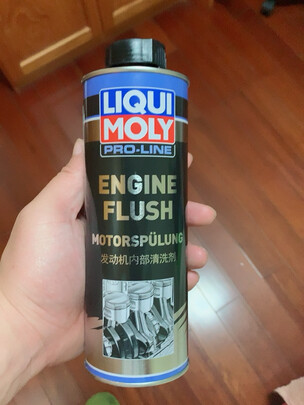 LIQUI
MOLY
PRO-LINE
ENGINE
FLUSH
MOTORSPÜLUNG
发动机内部清洗剂